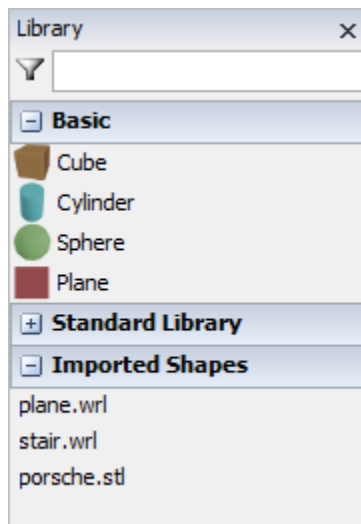 Library
Basic
Cube
Cylinder
Sphere
Plane
Standard Library
Imported Shapes
plane.wrl
stair.wrl
porsche.stl